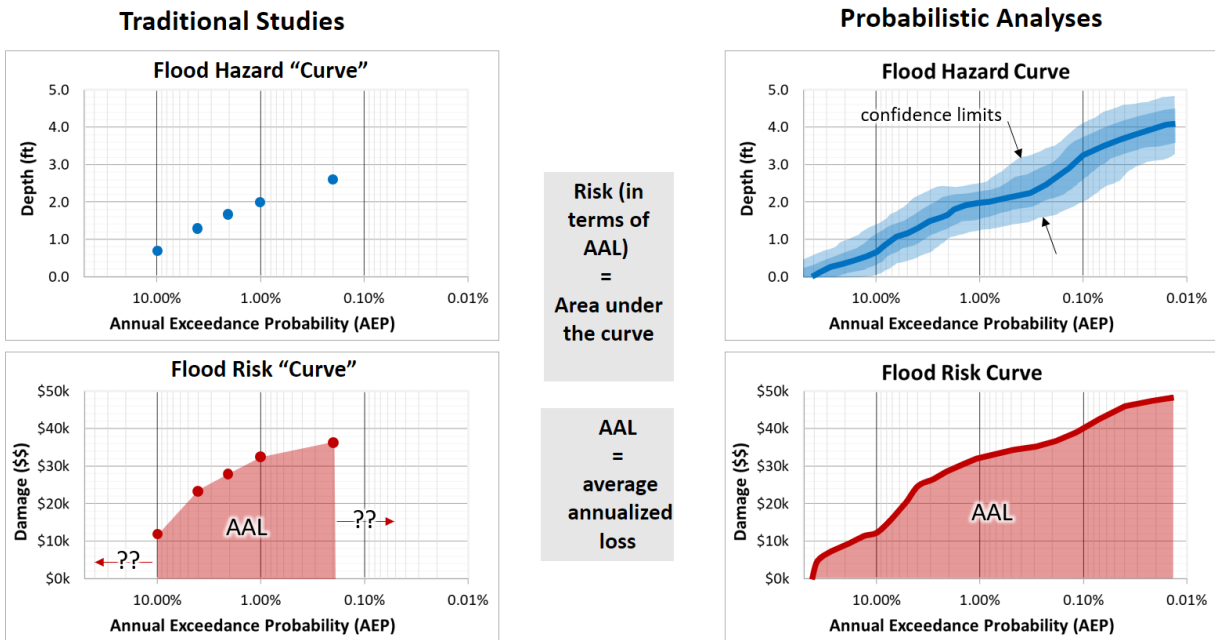 Traditional Studies
Flood Hazard “Curve”
Depth (ft)
5.0
4.0
3.0
2.0
1.0
0.0
10.00% 1.00% 0.10% 0.01%
Annual Exceedance Probability (AEP)
Flood Risk “Curve”
Damage ($$)
$50k
$40k
$30k
$20k
$10k
$0k
AAL
??
??
10.00% 1.00% 0.10% 0.01%
Annual Exceedance Probability (AEP)
Risk (in
terms of
AAL)
=
Area under
the curve
AAL
=
average
annualized
loss
Probabilistic Analyses
Flood Hazard Curve
Depth (ft)
5.0
4.0
3.0
2.0
1.0
0.0
confidence limits
10.00% 1.00% 0.10% 0.01%
Annual Exceedance Probability (AEP)
Flood Risk Curve
Damage ($$)
$50k
$40k
$30k
$20k
$10k
$0k
AAL
10.00% 1.00% 0.10% 0.01%
Annual Exceedance Probability (AEP)